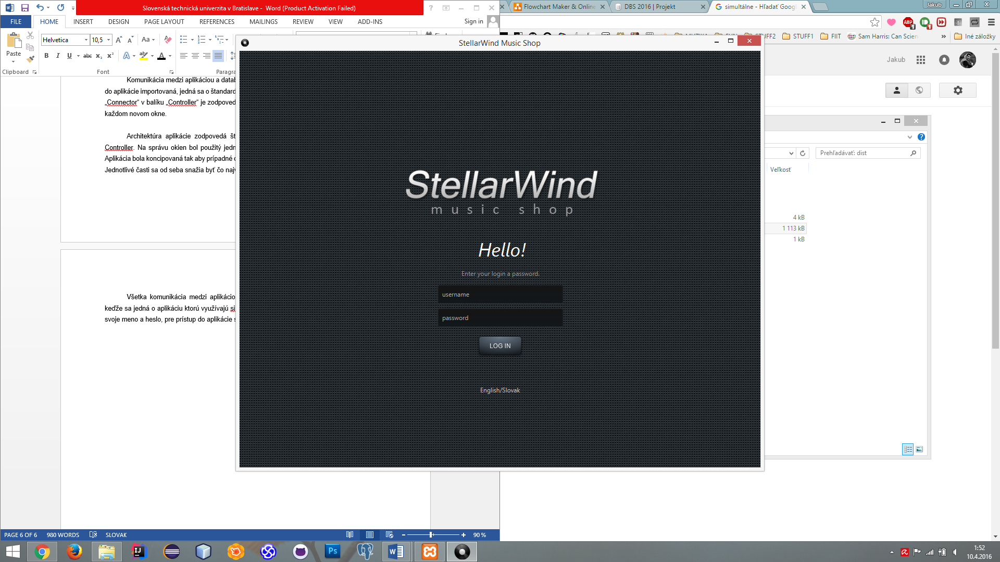 Slovenská technická univerzita v Bratislave - Word (Product Activation Failed)
FILE HOME INSERT DESIGN PAGE LAYOUT REFERENCES MAILINGS REVIEW VIEW ADD-INS Sign in
Helvetica 10,5
Paste
Clipboard Font Paragr
Komunikácia medzi aplikáciou a datab
do aplikácie importovaná, jedná sa o štandard
„Connector“ v balíku „Controller“ je zodpoved
každom novom okne.
Architektúra aplikácie zodpovedá št
Controller. Na správu okien bol použitý jedn
Aplikácia bola koncipovaná tak aby prípadné
Jednotlivé časti sa od seba snažia byť čo naj
Všetka komunikácia medzi aplikácio
keďže sa jedná o aplikáciu ktorú využívajú si
svoje meno a heslo, pre prístup do aplikácie s
PAGE 6 OF 6 980 WORDS SLOVAK 90 %
StellarWind Music Shop
StellarWind
music shop
Hello!
Enter your login a password.
username
password
LOG IN
English/Slovak
Flowchart Maker & Online
DBS 2016 | Projekt
simultálne - Hľadať Goog
Jakub
STUFF2 STUFF1 FIIT Sam Harris: Can Scien » Iné záložky
Jakub
Prehľadávať: dist
Veľkosť
4 kB
1 113 kB
1 kB
1:52
10.4.2016